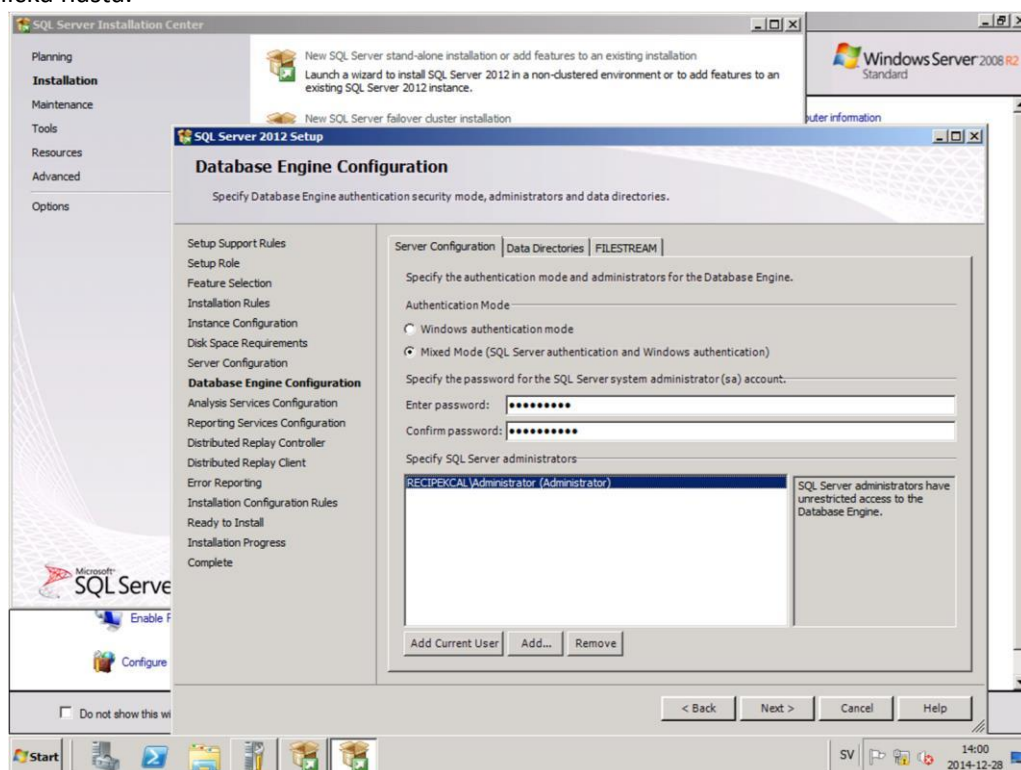 SQL Server Installation Center
Planning
Installation
Maintenance
Tools
Resources
Advanced
Options
New SQL Server stand-alone installation or add features to an existing installation
Launch a wizard to install SQL Server 2012 in a non-clustered environment or to add features to an
existing SQL Server 2012 instance.
New SQL Server failover cluster installation
Windows Server 2008 R2
Standard
puter information
SQL Server 2012 Setup
Database Engine Configuration
Specify Database Engine authentication security mode, administrators and data directories.
Setup Support Rules
Setup Role
Feature Selection
Installation Rules
Instance Configuration
Disk Space Requirements
Server Configuration
Database Engine Configuration
Analysis Services Configuration
Reporting Services Configuration
Distributed Replay Controller
Distributed Replay Client
Error Reporting
Installation Configuration Rules
Ready to Install
Installation Progress
Complete
Server Configuration Data Directories FILESTREAM
Specify the authentication mode and administrators for the Database Engine.
Authentication Mode
Windows authentication mode
Mixed Mode (SQL Server authentication and Windows authentication)
Specify the password for the SQL Server system administrator (sa) account.
Enter password: ●●●●●●●●●
Confirm password: ●●●●●●●●●●
Specify SQL Server administrators
RECIPEKCAL\Administrator (Administrator)
SQL Server administrators have
unrestricted access to the
Database Engine.
Add Current User Add... Remove
< Back Next > Cancel Help
Microsoft
SQL Serve
Enable F
Configure
Do not show this wi
Start
SV
14:00
2014-12-28